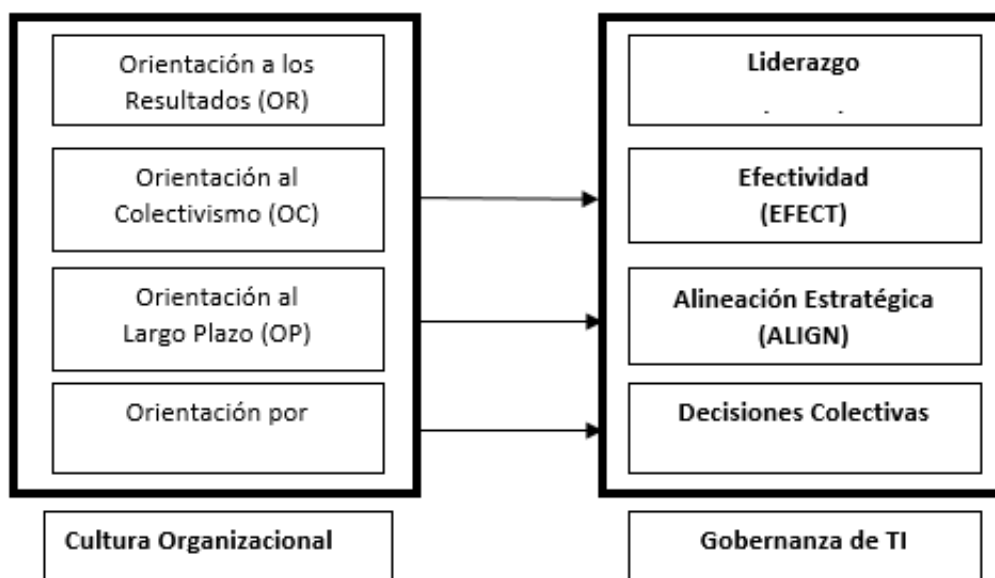 Orientación a los
Resultados (OR)
Orientación al
Colectivismo (OC)
Orientación al
Largo Plazo (OP)
Orientación por
Cultura Organizacional
Liderazgo
Efectividad
(EFECT)
Alineación Estratégica
(ALIGN)
Decisiones Colectivas
Gobernanza de TI